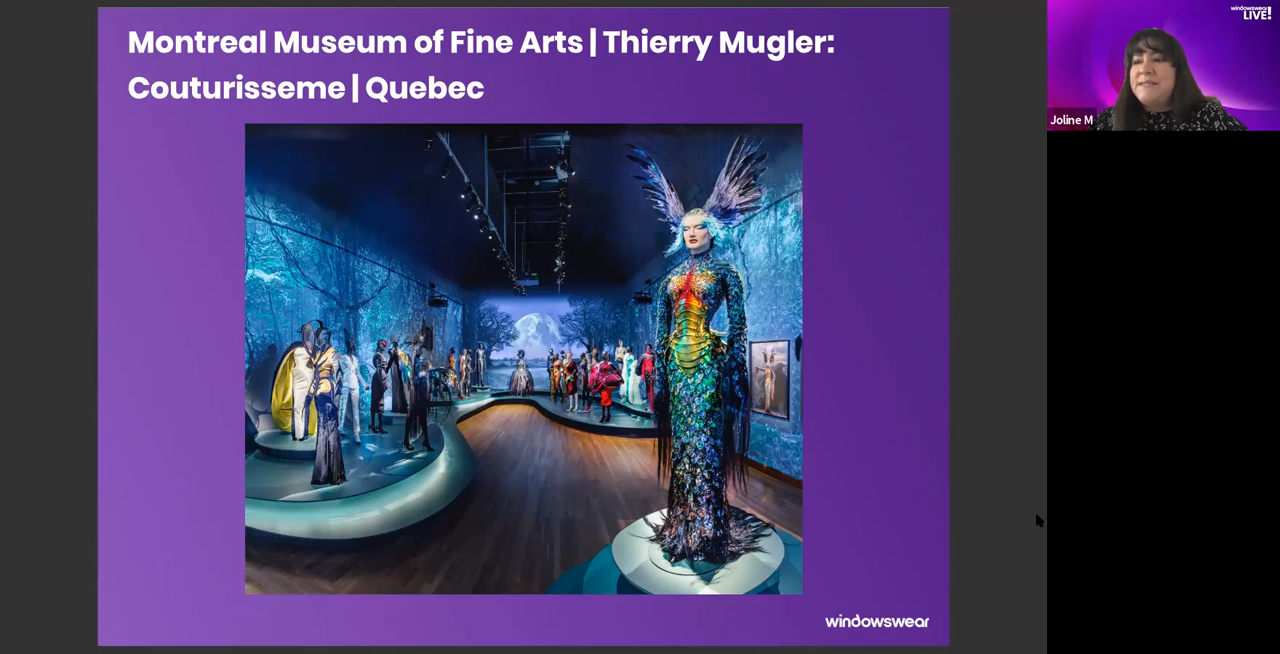 Montreal Museum of Fine Arts | Thierry Mugler:
Couturisseme | Quebec
windowswear
windowswear
LIVE!
Joline M